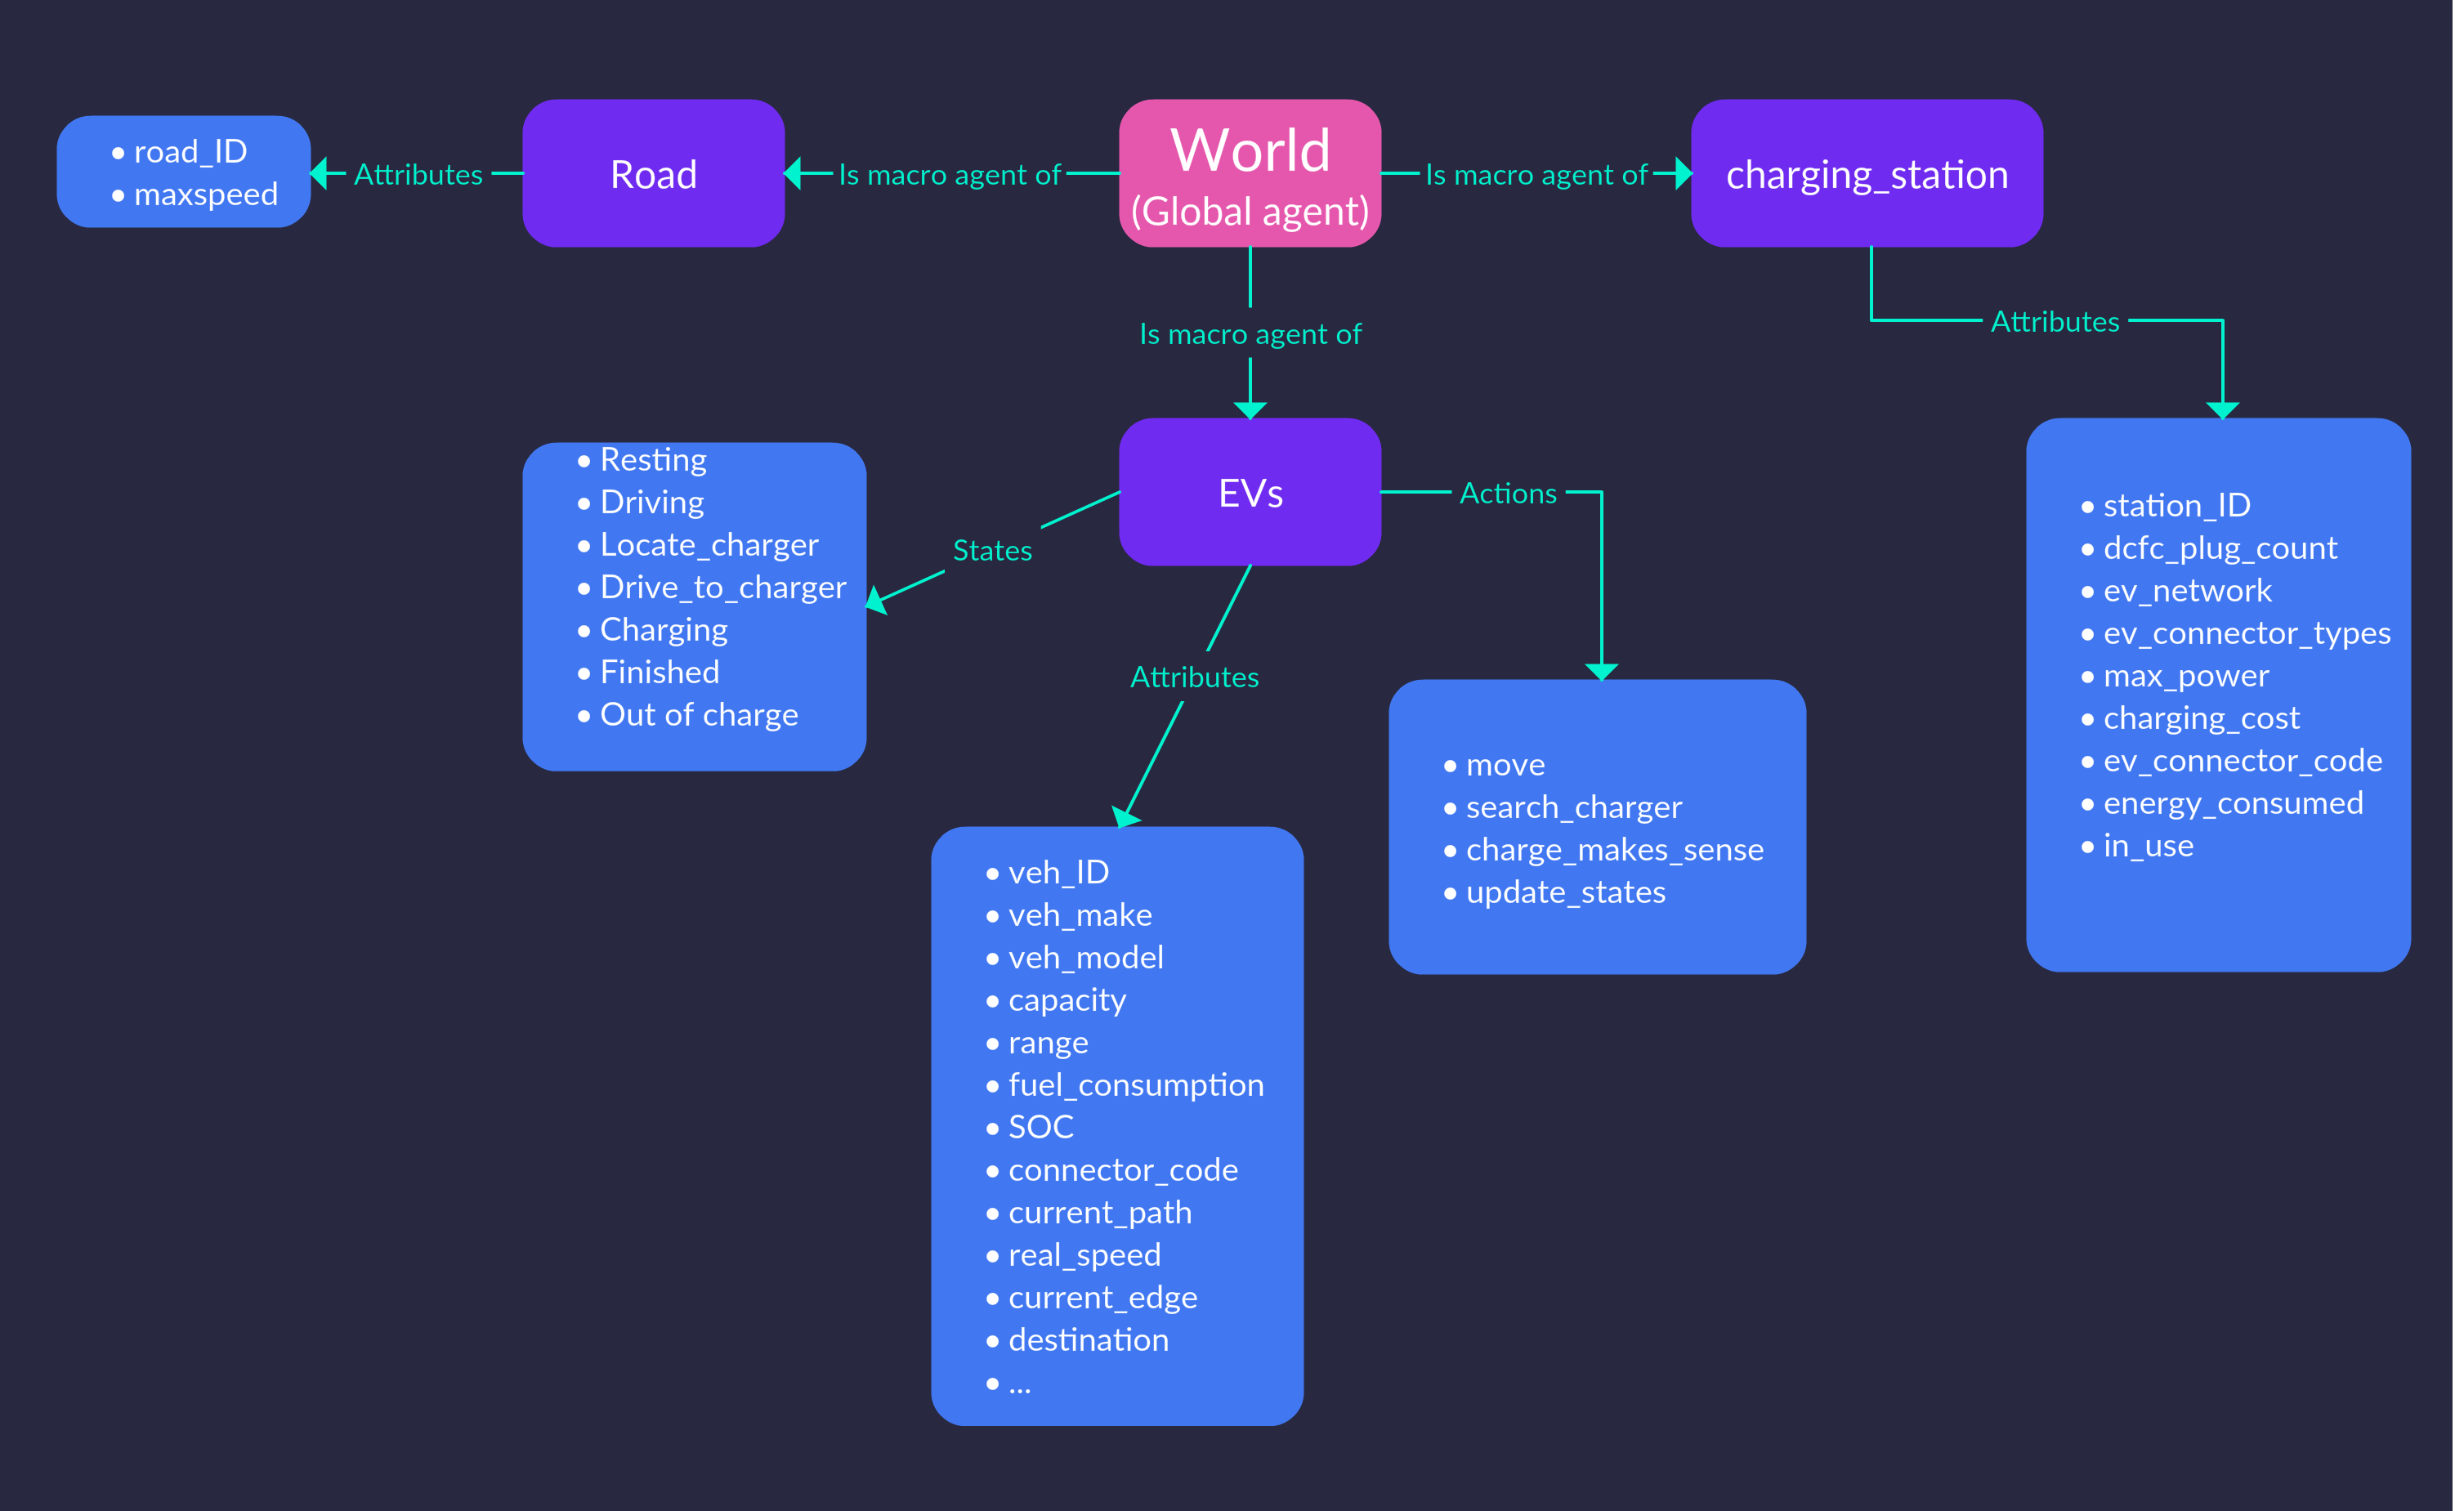 • road_ID
• maxspeed
Attributes
Road
Is macro agent of
World
(Global agent)
Is macro agent of
charging_station
Is macro agent of
Attributes
• Resting
• Driving
• Locate_charger
• Drive_to_charger
• Charging
• Finished
• Out of charge
States
EVs
Actions
Attributes
• station_ID
• dcfc_plug_count
• ev_network
• ev_connector_types
• max_power
• charging_cost
• ev_connector_code
• energy_consumed
• in_use
• move
• search_charger
• charge_makes_sense
• update_states
• veh_ID
• veh_make
• veh_model
• capacity
• range
• fuel_consumption
• SOC
• connector_code
• current_path
• real_speed
• current_edge
• destination
• ...